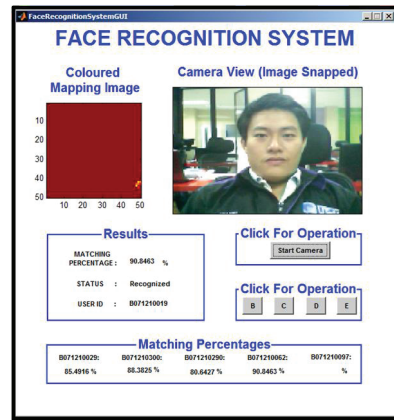 FaceRecognitionSystemGUI
FACE RECOGNITION SYSTEM
Coloured
Mapping Image
10
20
30
40
50
10 20 30 40 50
Camera View (Image Snapped)
Results
MATCHING
PERCENTAGE : 90.8463 %
STATUS : Recognized
USER ID : B071210019
Click For Operation
Start Camera
Click For Operation
B C D E
Matching Percentages
B071210029: B071210300: B071210290: B071210062: B071210097:
85.4916 % 88.3825 % 80.6427 % 90.8463 % %